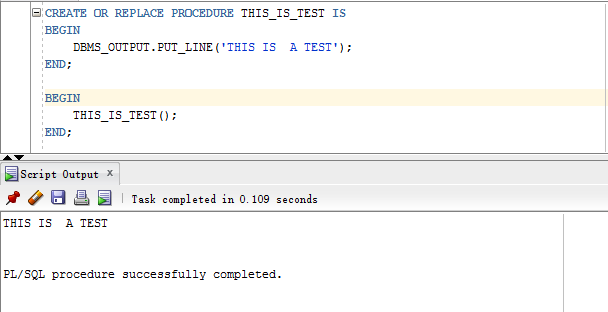 CREATE OR REPLACE PROCEDURE THIS_IS_TEST IS
BEGIN
    DBMS_OUTPUT.PUT_LINE('THIS IS  A TEST');
END;

BEGIN
    THIS_IS_TEST();
END;
Script Output x
Task completed in 0.109 seconds
THIS IS  A TEST


PL/SQL procedure successfully completed.